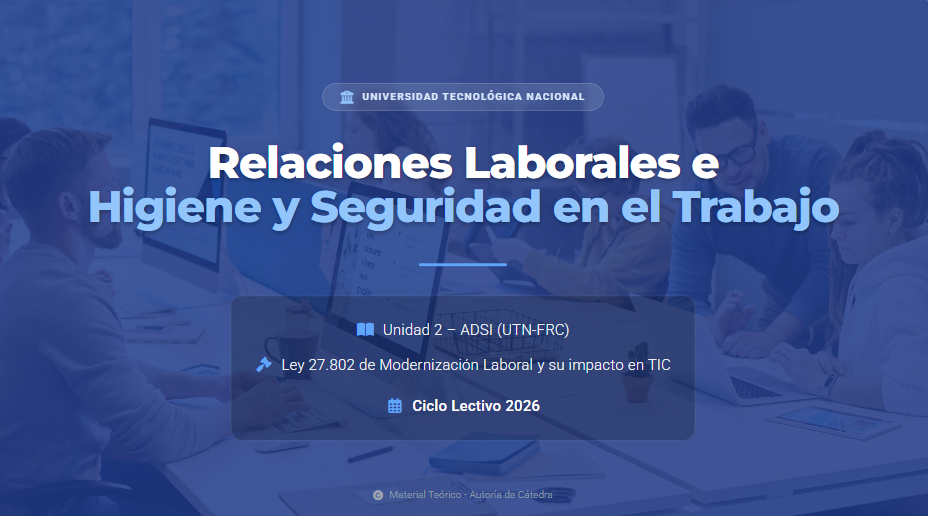 UNIVERSIDAD TECNOLÓGICA NACIONAL
Relaciones Laborales e
Higiene y Seguridad en el Trabajo
Unidad 2 – ADSI (UTN-FRC)
Ley 27.802 de Modernización Laboral y su impacto en TIC
Ciclo Lectivo 2026
Material Teórico - Autoría de Cátedra